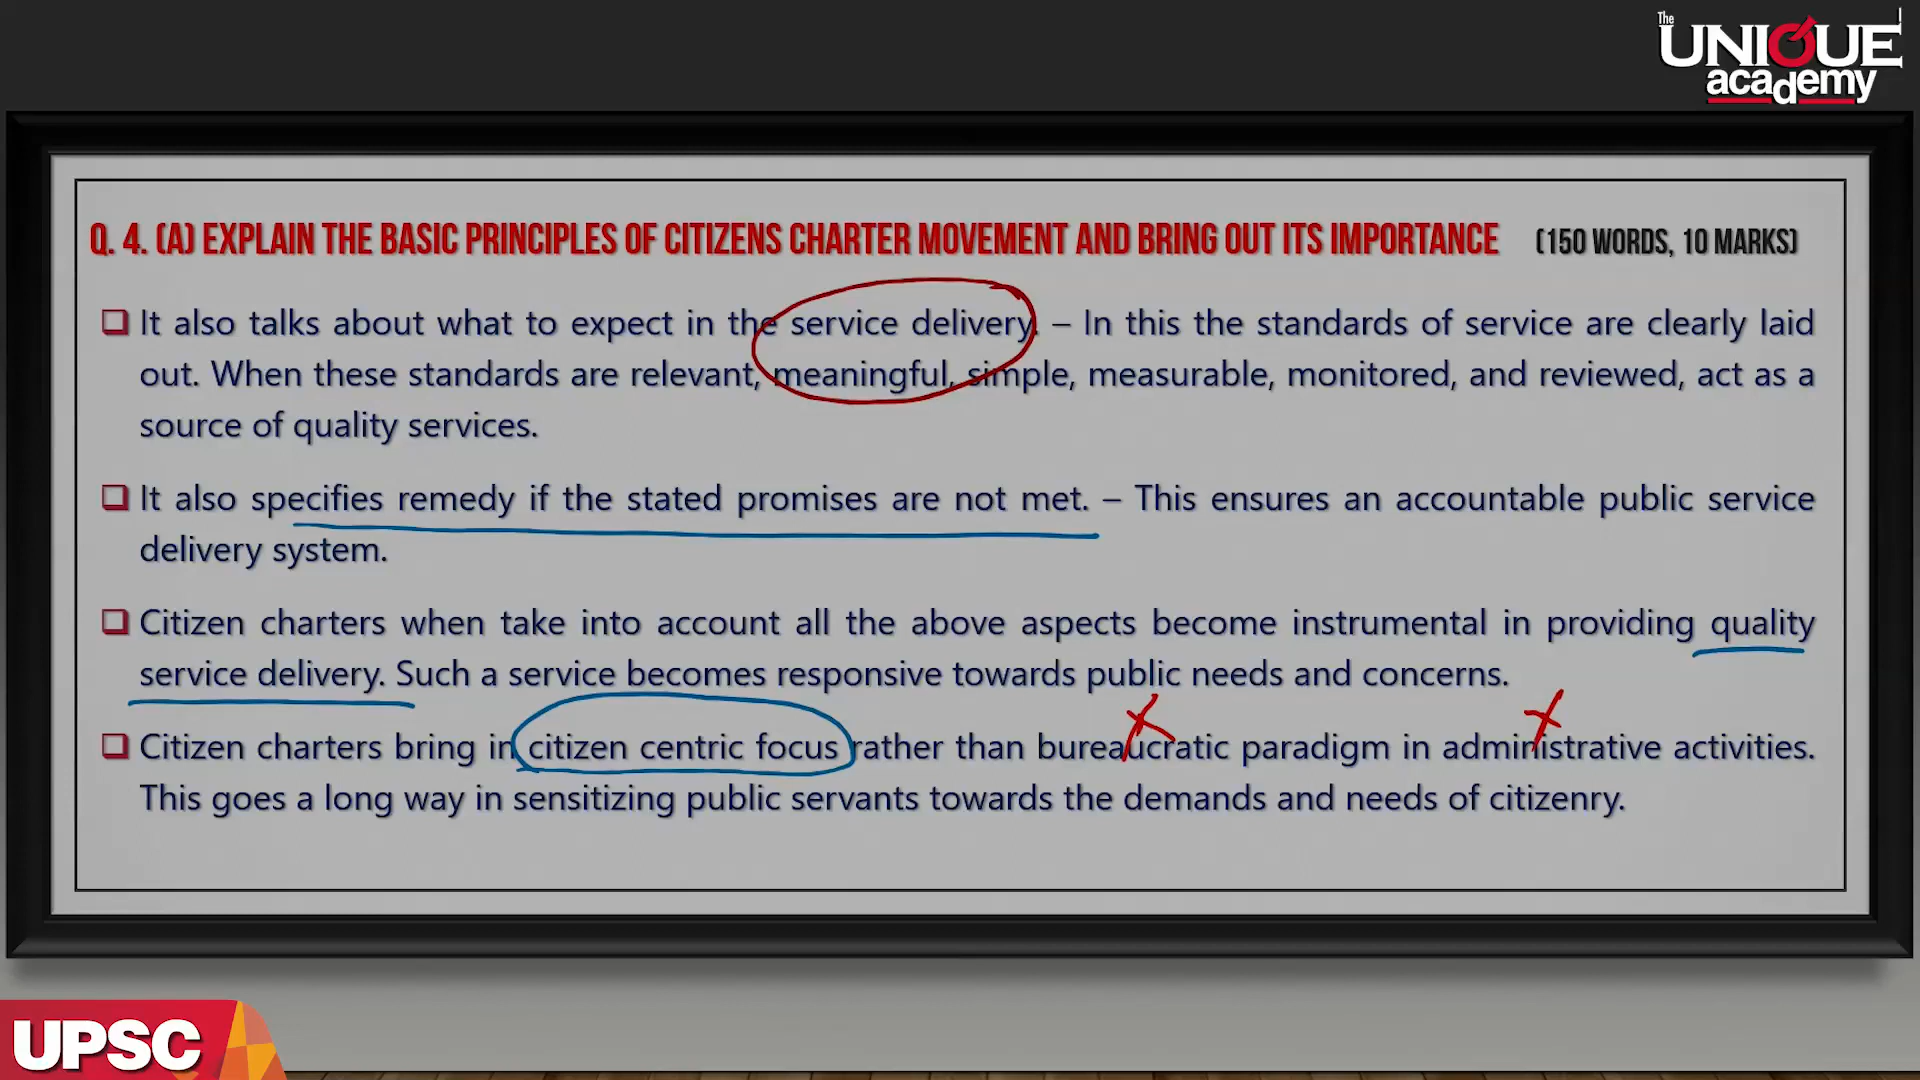 The
UNIQUE
academy
Q. 4. (A) EXPLAIN THE BASIC PRINCIPLES OF CITIZENS CHARTER MOVEMENT AND BRING OUT ITS IMPORTANCE (150 WORDS, 10 MARKS)
It also talks about what to expect in the service delivery. – In this the standards of service are clearly laid
out. When these standards are relevant, meaningful, simple, measurable, monitored, and reviewed, act as a
source of quality services.
It also specifies remedy if the stated promises are not met. – This ensures an accountable public service
delivery system.
Citizen charters when take into account all the above aspects become instrumental in providing quality
service delivery. Such a service becomes responsive towards public needs and concerns.
Citizen charters bring in citizen centric focus rather than bureaucratic paradigm in administrative activities.
This goes a long way in sensitizing public servants towards the demands and needs of citizenry.
UPSC